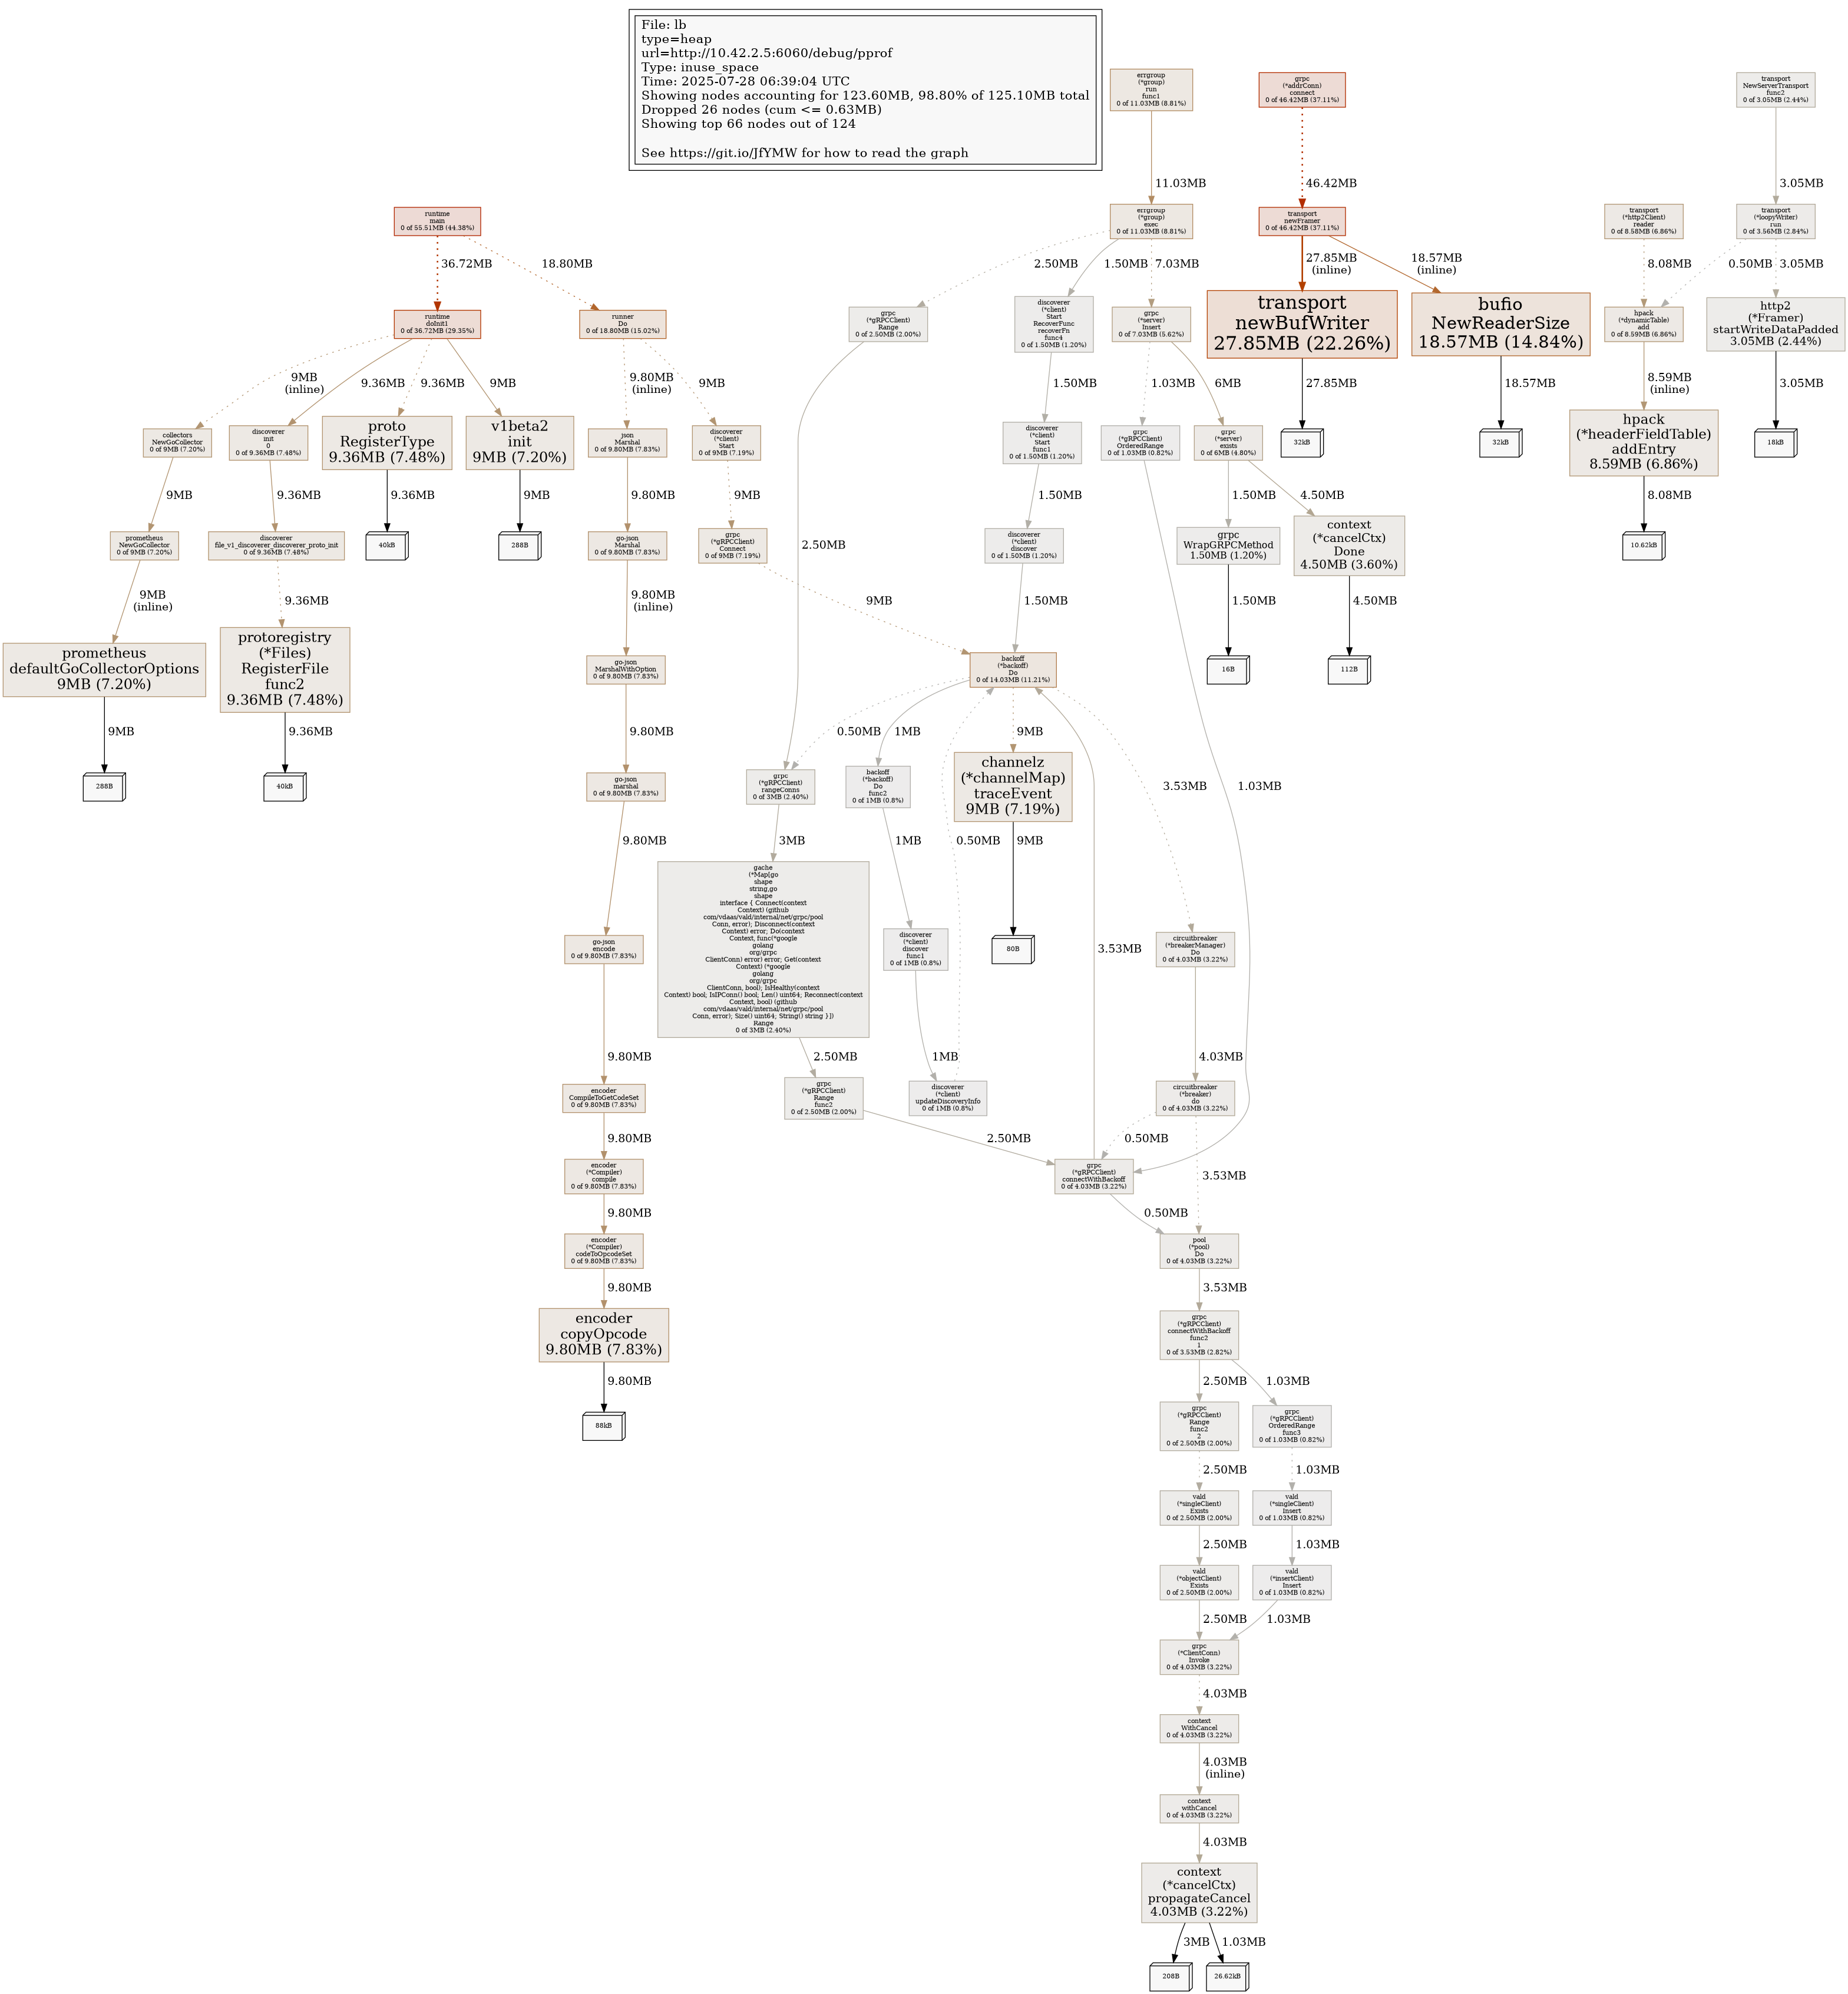 File: lb
type=heap
url=http://10.42.2.5:6060/debug/pprof
Type: inuse_space
Time: 2025-07-28 06:39:04 UTC
Showing nodes accounting for 123.60MB, 98.80% of 125.10MB total
Dropped 26 nodes (cum <= 0.63MB)
Showing top 66 nodes out of 124
See https://git.io/JfYMW for how to read the graph
errgroup
(*group)
run
func1
0 of 11.03MB (8.81%)
grpc
(*addrConn)
connect
0 of 46.42MB (37.11%)
transport
NewServerTransport
func2
0 of 3.05MB (2.44%)
11.03MB
46.42MB
3.05MB
runtime
main
0 of 55.51MB (44.38%)
errgroup
(*group)
exec
0 of 11.03MB (8.81%)
transport
newFramer
0 of 46.42MB (37.11%)
transport
(*http2Client)
reader
0 of 8.58MB (6.86%)
transport
(*loopyWriter)
run
0 of 3.56MB (2.84%)
36.72MB
18.80MB
2.50MB
1.50MB
7.03MB
27.85MB
(inline)
18.57MB
(inline)
8.08MB
0.50MB
3.05MB
runtime
doInit1
0 of 36.72MB (29.35%)
runner
Do
0 of 18.80MB (15.02%)
grpc
(*gRPCClient)
Range
0 of 2.50MB (2.00%)
discoverer
(*client)
Start
RecoverFunc
recoverFn
func4
0 of 1.50MB (1.20%)
grpc
(*server)
Insert
0 of 7.03MB (5.62%)
transport
newBufWriter
27.85MB (22.26%)
bufio
NewReaderSize
18.57MB (14.84%)
hpack
(*dynamicTable)
add
0 of 8.59MB (6.86%)
http2
(*Framer)
startWriteDataPadded
3.05MB (2.44%)
9MB
(inline)
9.36MB
9.36MB
9MB
9.80MB
(inline)
9MB
1.50MB
1.03MB
6MB
27.85MB
18.57MB
8.59MB
(inline)
3.05MB
collectors
NewGoCollector
0 of 9MB (7.20%)
discoverer
init
0
0 of 9.36MB (7.48%)
proto
RegisterType
9.36MB (7.48%)
v1beta2
init
9MB (7.20%)
json
Marshal
0 of 9.80MB (7.83%)
discoverer
(*client)
Start
0 of 9MB (7.19%)
discoverer
(*client)
Start
func1
0 of 1.50MB (1.20%)
grpc
(*gRPCClient)
OrderedRange
0 of 1.03MB (0.82%)
grpc
(*server)
exists
0 of 6MB (4.80%)
32kB
32kB
hpack
(*headerFieldTable)
addEntry
8.59MB (6.86%)
18kB
9MB
9.36MB
9.36MB
9MB
9.80MB
9MB
1.50MB
1.50MB
4.50MB
8.08MB
prometheus
NewGoCollector
0 of 9MB (7.20%)
discoverer
file_v1_discoverer_discoverer_proto_init
0 of 9.36MB (7.48%)
40kB
288B
go-json
Marshal
0 of 9.80MB (7.83%)
grpc
(*gRPCClient)
Connect
0 of 9MB (7.19%)
2.50MB
discoverer
(*client)
discover
0 of 1.50MB (1.20%)
grpc
WrapGRPCMethod
1.50MB (1.20%)
context
(*cancelCtx)
Done
4.50MB (3.60%)
10.62kB
9MB
(inline)
9.36MB
9.80MB
(inline)
9MB
1.50MB
1.50MB
4.50MB
prometheus
defaultGoCollectorOptions
9MB (7.20%)
protoregistry
(*Files)
RegisterFile
func2
9.36MB (7.48%)
go-json
MarshalWithOption
0 of 9.80MB (7.83%)
backoff
(*backoff)
Do
0 of 14.03MB (11.21%)
16B
112B
9MB
9.36MB
9.80MB
0.50MB
1MB
9MB
3.53MB
1.03MB
288B
40kB
go-json
marshal
0 of 9.80MB (7.83%)
grpc
(*gRPCClient)
rangeConns
0 of 3MB (2.40%)
backoff
(*backoff)
Do
func2
0 of 1MB (0.8%)
channelz
(*channelMap)
traceEvent
9MB (7.19%)
9.80MB
3MB
1MB
0.50MB
9MB
gache
(*Map[go
shape
string,go
shape
interface { Connect(context
Context) (github
com/vdaas/vald/internal/net/grpc/pool
Conn, error); Disconnect(context
Context) error; Do(context
Context, func(*google
golang
org/grpc
ClientConn) error) error; Get(context
Context) (*google
golang
org/grpc
ClientConn, bool); IsHealthy(context
Context) bool; IsIPConn() bool; Len() uint64; Reconnect(context
Context, bool) (github
com/vdaas/vald/internal/net/grpc/pool
Conn, error); Size() uint64; String() string }])
Range
0 of 3MB (2.40%)
go-json
encode
0 of 9.80MB (7.83%)
discoverer
(*client)
discover
func1
0 of 1MB (0.8%)
80B
3.53MB
circuitbreaker
(*breakerManager)
Do
0 of 4.03MB (3.22%)
9.80MB
2.50MB
1MB
4.03MB
encoder
CompileToGetCodeSet
0 of 9.80MB (7.83%)
grpc
(*gRPCClient)
Range
func2
0 of 2.50MB (2.00%)
discoverer
(*client)
updateDiscoveryInfo
0 of 1MB (0.8%)
circuitbreaker
(*breaker)
do
0 of 4.03MB (3.22%)
9.80MB
2.50MB
0.50MB
3.53MB
encoder
(*Compiler)
compile
0 of 9.80MB (7.83%)
grpc
(*gRPCClient)
connectWithBackoff
0 of 4.03MB (3.22%)
9.80MB
0.50MB
encoder
(*Compiler)
codeToOpcodeSet
0 of 9.80MB (7.83%)
pool
(*pool)
Do
0 of 4.03MB (3.22%)
9.80MB
3.53MB
encoder
copyOpcode
9.80MB (7.83%)
grpc
(*gRPCClient)
connectWithBackoff
func2
1
0 of 3.53MB (2.82%)
9.80MB
2.50MB
1.03MB
88kB
grpc
(*gRPCClient)
Range
func2
2
0 of 2.50MB (2.00%)
grpc
(*gRPCClient)
OrderedRange
func3
0 of 1.03MB (0.82%)
2.50MB
1.03MB
vald
(*singleClient)
Exists
0 of 2.50MB (2.00%)
vald
(*singleClient)
Insert
0 of 1.03MB (0.82%)
2.50MB
1.03MB
vald
(*objectClient)
Exists
0 of 2.50MB (2.00%)
vald
(*insertClient)
Insert
0 of 1.03MB (0.82%)
2.50MB
1.03MB
grpc
(*ClientConn)
Invoke
0 of 4.03MB (3.22%)
4.03MB
context
WithCancel
0 of 4.03MB (3.22%)
4.03MB
(inline)
context
withCancel
0 of 4.03MB (3.22%)
4.03MB
context
(*cancelCtx)
propagateCancel
4.03MB (3.22%)
3MB
1.03MB
208B
26.62kB